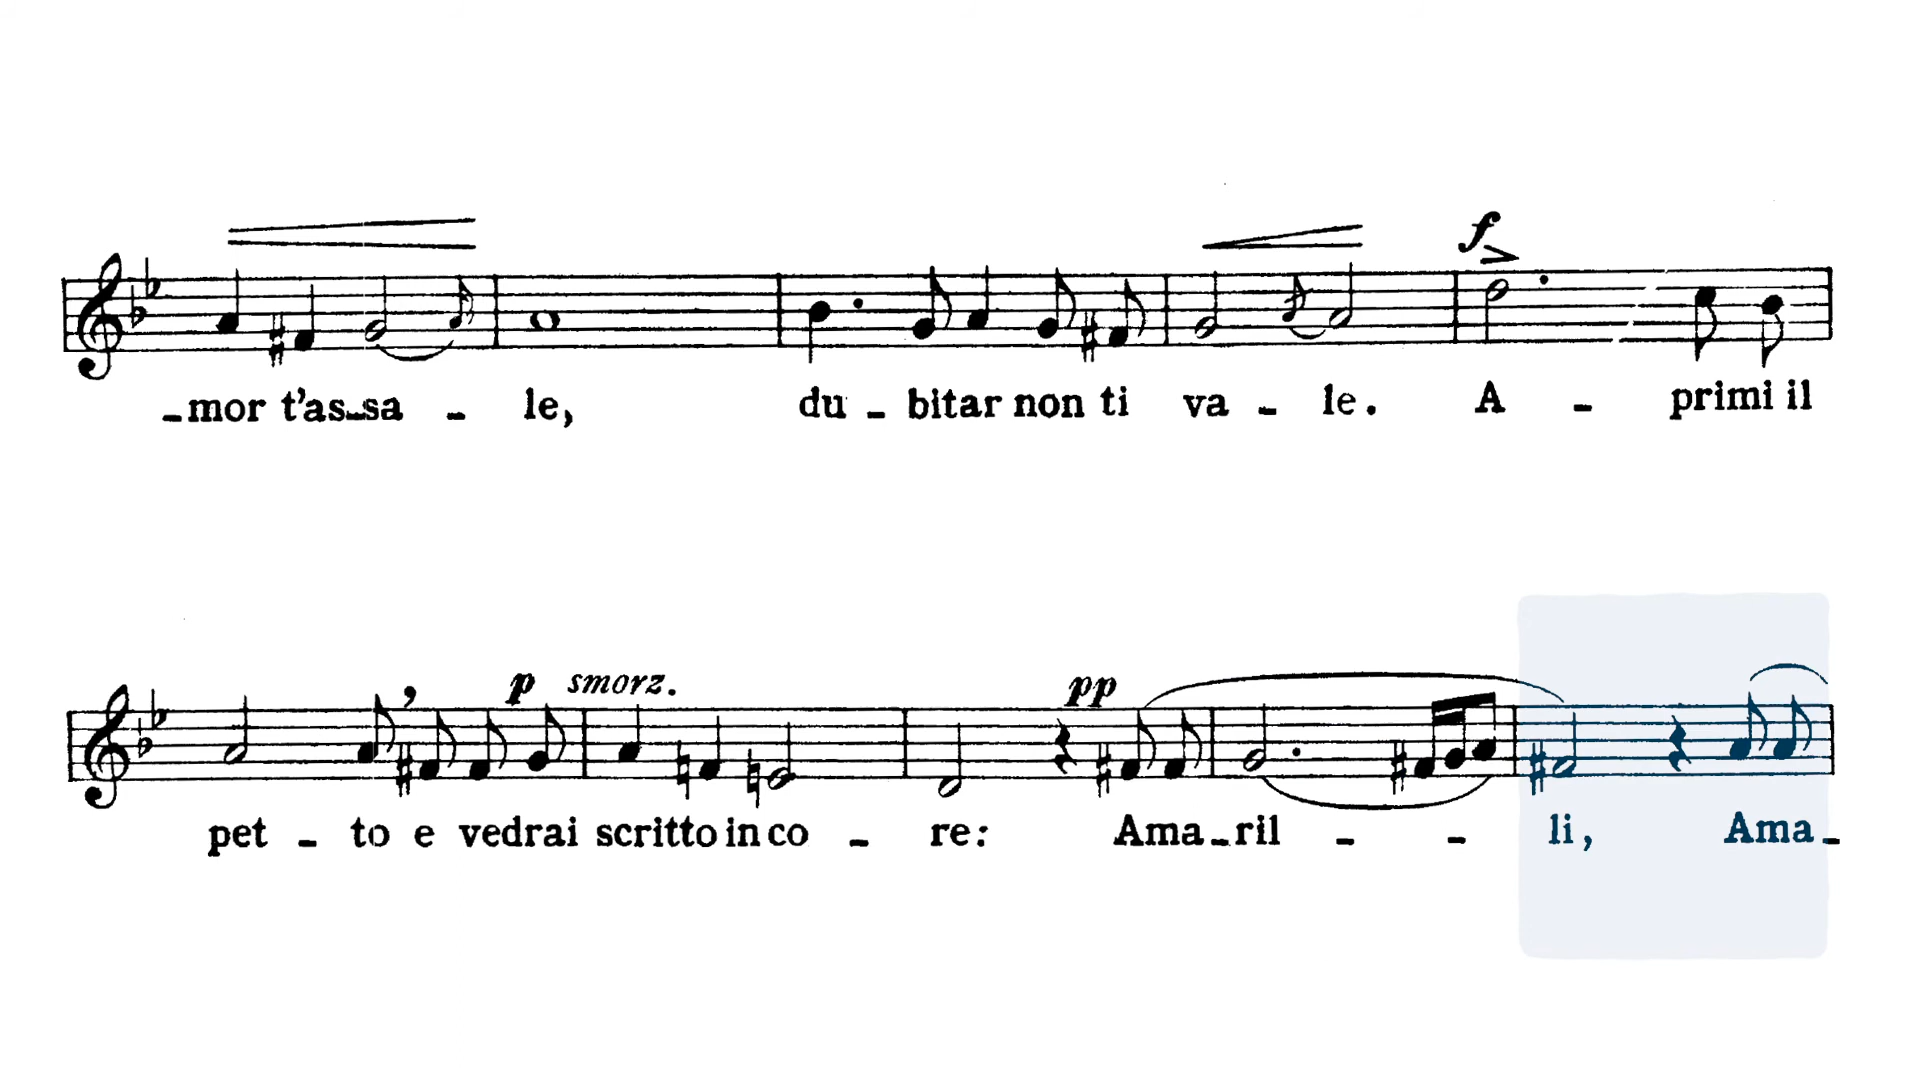 f
-mor t'as-sa - le, du - bitar non ti va - le. A - primi il
p smorz. pp
pet - to e vedrai scritto in co - re: Ama-ril - - li, Ama-